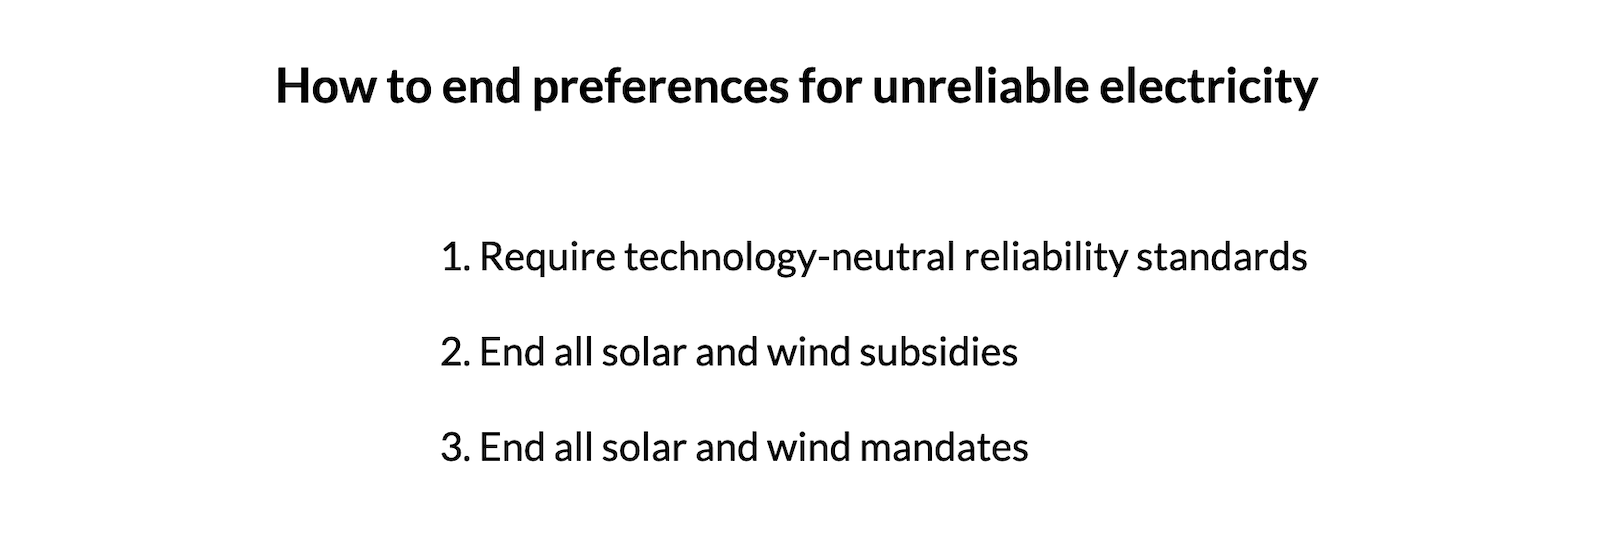 How to end preferences for unreliable electricity
1. Require technology-neutral reliability standards
2. End all solar and wind subsidies
3. End all solar and wind mandates